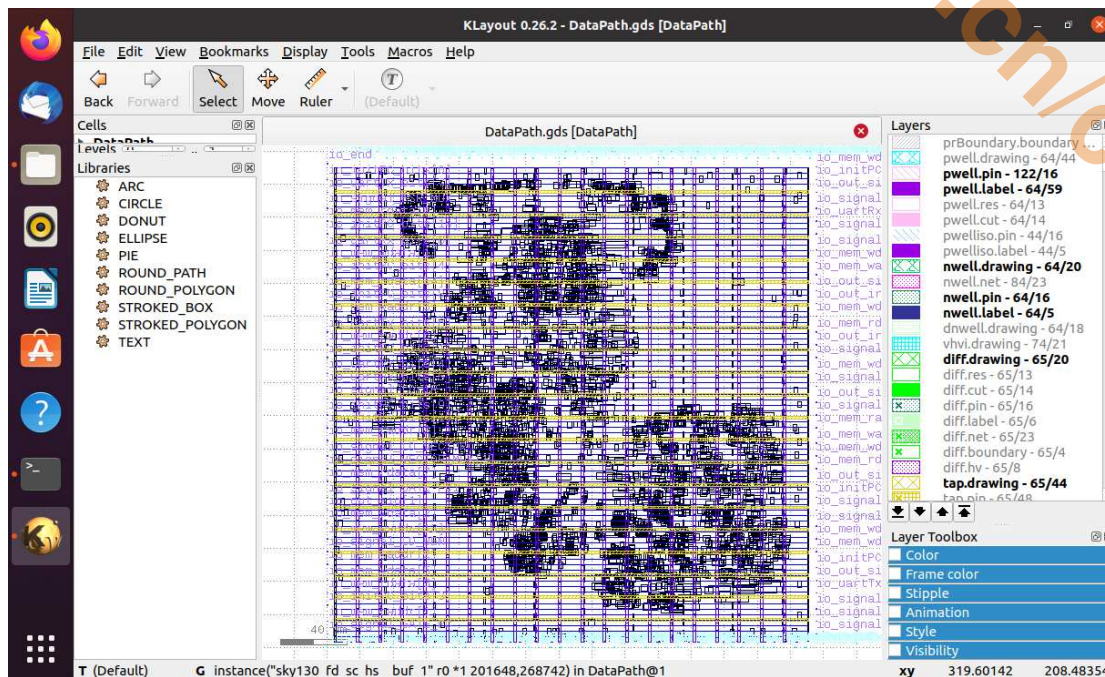 KLayout 0.26.2 - DataPath.gds [DataPath]
File Edit View Bookmarks Display Tools Macros Help
Back Forward Select Move Ruler (Default)
Cells
DataPath
Levels
Libraries
ARC
CIRCLE
DONUT
ELLIPSE
PIE
ROUND_PATH
ROUND_POLYGON
STROKED_BOX
STROKED_POLYGON
TEXT
DataPath.gds [DataPath]
io_end
io_mem_wd
io_initPC
io_out_si
io_signal
io_uartRx
io_signal
io_signal
io_mem_wd
io_mem_wa
io_out_si
io_out_ir
io_mem_wd
io_mem_rd
io_out_ir
io_signal
io_mem_wd
io_signal
io_out_si
io_signal
io_mem_ra
io_mem_wa
io_mem_rd
io_out_si
io_initPC
io_signal
io_signal
io_mem_wd
io_mem_wd
io_initPC
io_out_si
io_uartTx
io_signal
io_signal
io_signal
40
Layers
prBoundary.boundary ...
pwell.drawing - 64/44
pwell.pin - 122/16
pwell.label - 64/59
pwell.res - 64/13
pwell.cut - 64/14
pwelliso.pin - 44/16
pwelliso.label - 44/5
nwell.drawing - 64/20
nwell.net - 84/23
nwell.pin - 64/16
nwell.label - 64/5
dnwell.drawing - 64/18
vhvi.drawing - 74/21
diff.drawing - 65/20
diff.res - 65/13
diff.cut - 65/14
diff.pin - 65/16
diff.label - 65/6
diff.net - 65/23
diff.boundary - 65/4
diff.hv - 65/8
tap.drawing - 65/44
tap.pin - 65/48
Layer Toolbox
Color
Frame color
Stipple
Animation
Style
Visibility
T (Default) G instance("sky130_fd_sc_hs__buf_1" r0 *1 201648,268742) in DataPath@1 xy 319.60142 208.48354
.cn/c